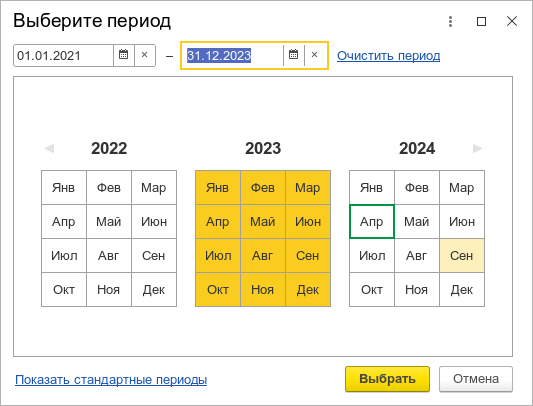 Выберите период
01.01.2021 – 31.12.2023 Очистить период
2022 2023 2024
Янв Фев Мар Янв Фев Мар Янв Фев Мар
Апр Май Июн Апр Май Июн Апр Май Июн
Июл Авг Сен Июл Авг Сен Июл Авг Сен
Окт Ноя Дек Окт Ноя Дек Окт Ноя Дек
Показать стандартные периоды Выбрать Отмена